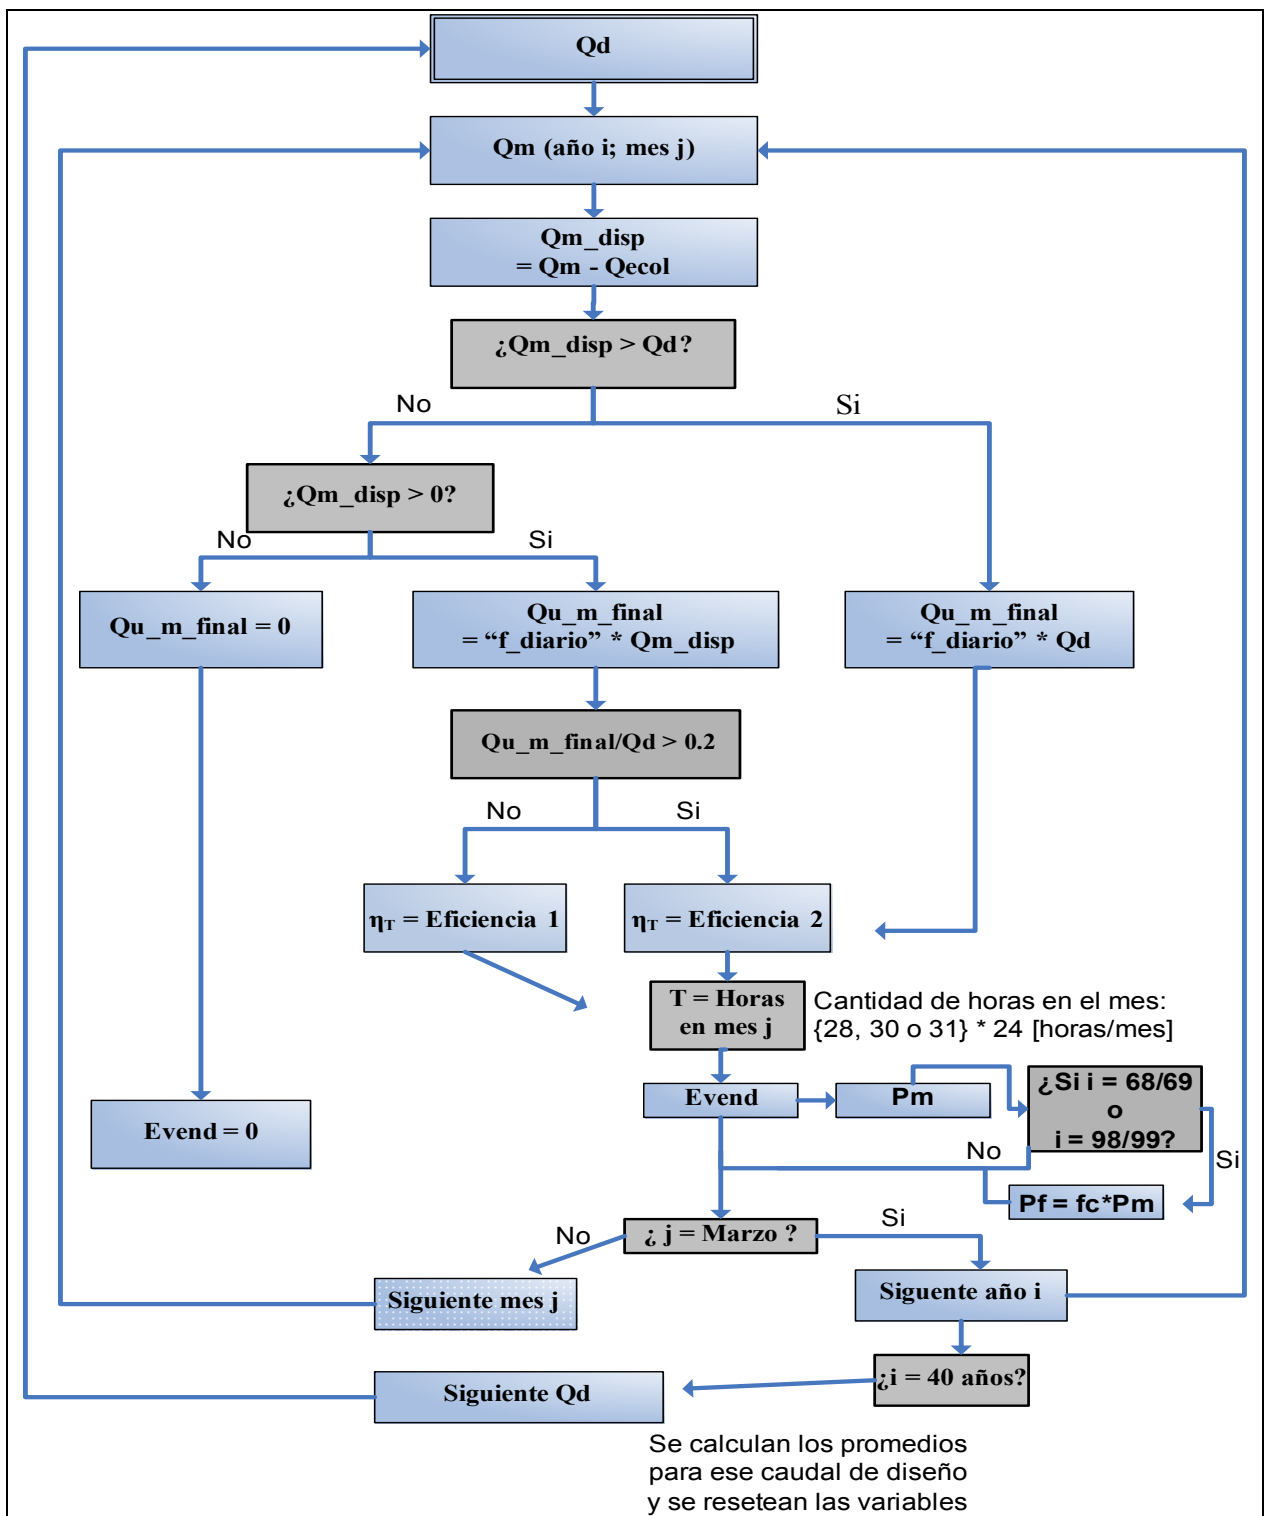 Qd
Qm (año i; mes j)
Qm_disp
= Qm - Qecol
¿Qm_disp > Qd?
No
Si
¿Qm_disp > 0?
No
Si
Qu_m_final = 0
Qu_m_final
= “f_diario” * Qm_disp
Qu_m_final
= “f_diario” * Qd
Qu_m_final/Qd > 0.2
No
Si
ηT = Eficiencia 1
ηT = Eficiencia 2
T = Horas
en mes j
Cantidad de horas en el mes:
{28, 30 o 31} * 24 [horas/mes]
Evend
Pm
¿Si i = 68/69
o
i = 98/99?
Evend = 0
No
Si
Pf = fc*Pm
¿ j = Marzo ?
No
Si
Siguiente mes j
Siguente año i
¿i = 40 años?
Siguiente Qd
Se calculan los promedios
para ese caudal de diseño
y se resetean las variables